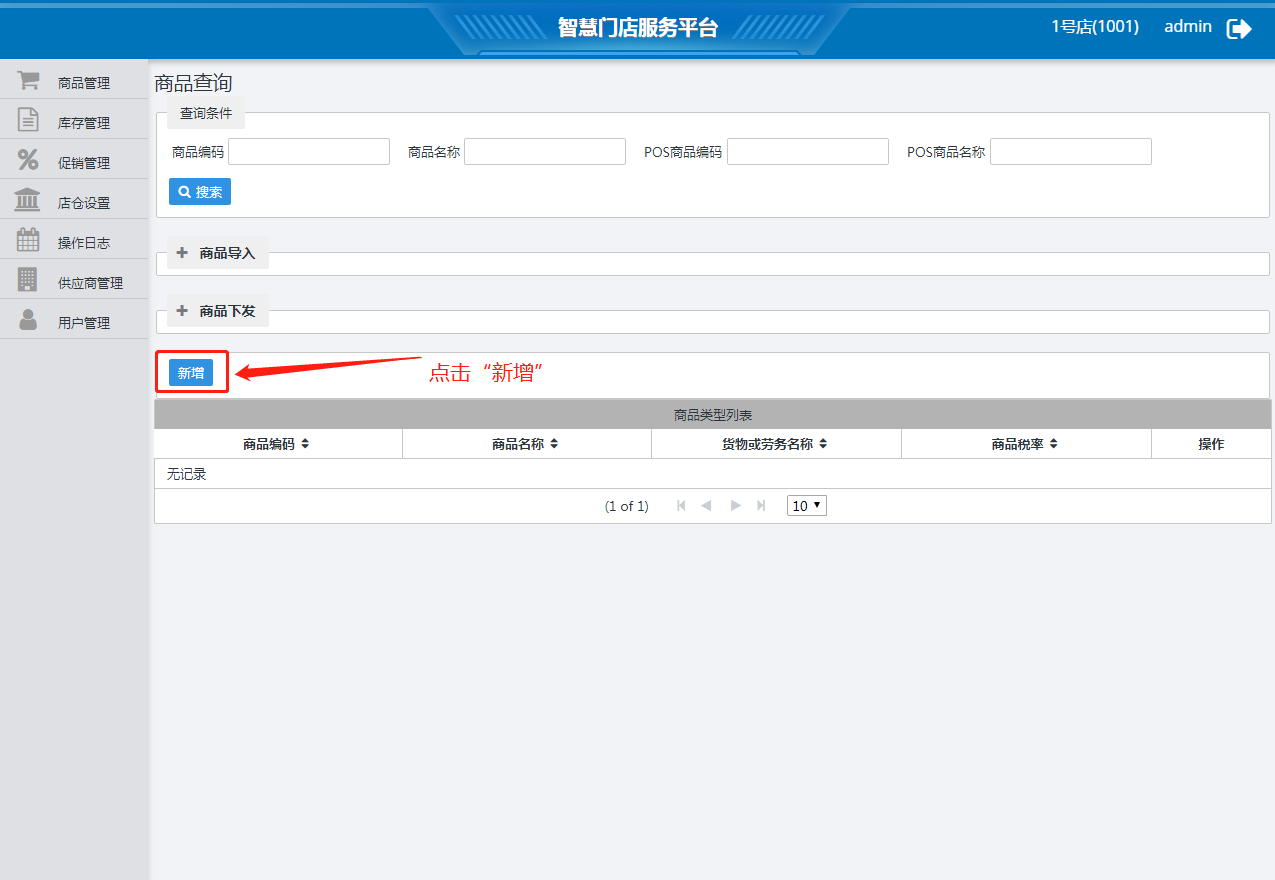 智慧门店服务平台
1号店(1001) admin
商品管理
库存管理
促销管理
店仓设置
操作日志
供应商管理
用户管理
商品查询
查询条件
商品编码 商品名称 POS商品编码 POS商品名称
搜索
商品导入
商品下发
新增
点击“新增”
商品类型列表
商品编码 商品名称 货物或劳务名称 商品税率 操作
无记录
(1 of 1) 10